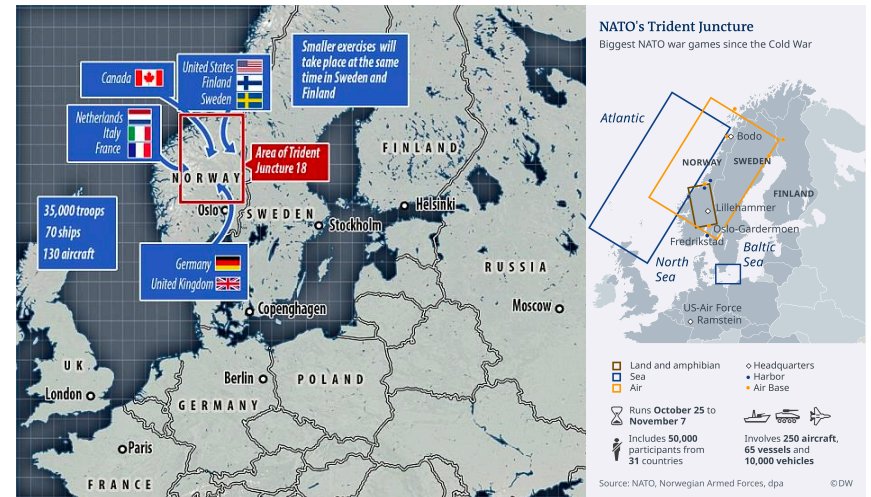 Canada
United States
Finland
Sweden
Smaller exercises will
take place at the same
time in Sweden and
Finland
Netherlands
Italy
France
Area of Trident
Juncture 18
NORWAY
FINLAND
35,000 troops
70 ships
130 aircraft
Oslo
SWEDEN
Helsinki
Stockholm
Germany
United Kingdom
RUSSIA
Copenhagen
Moscow
UK
London
Berlin
POLAND
GERMANY
Paris
FRANCE
NATO's Trident Juncture
Biggest NATO war games since the Cold War
Atlantic
Bodo
NORWAY
SWEDEN
FINLAND
Lillehammer
Oslo-Gardermoen
Fredrikstad
Baltic
Sea
North
Sea
US-Air Force
Ramstein
Land and amphibian
Sea
Air
Headquarters
Harbor
Air Base
Runs October 25 to
November 7
Includes 50,000
participants from
31 countries
Involves 250 aircraft,
65 vessels and
10,000 vehicles
Source: NATO, Norwegian Armed Forces, dpa
©DW